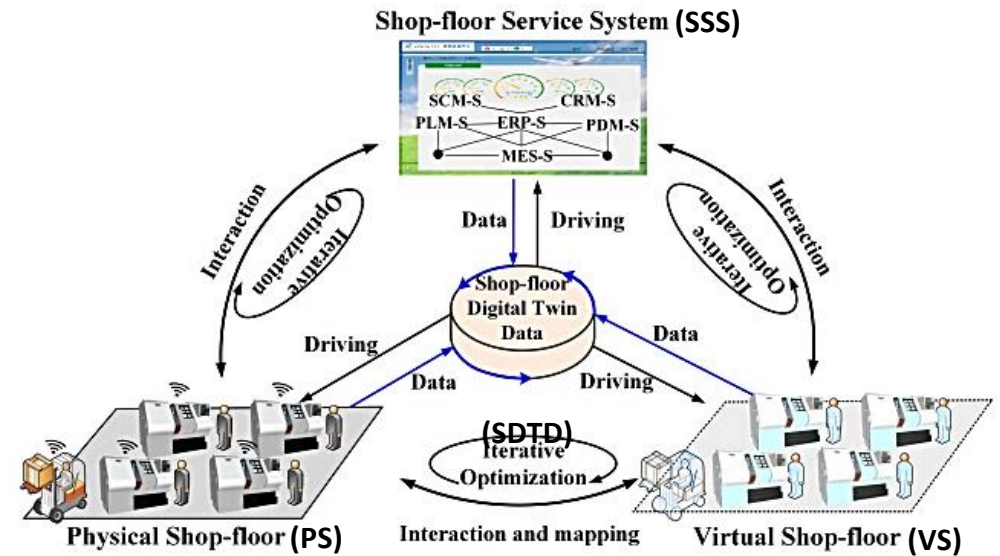 Shop-floor Service System (SSS)
SCM-S CRM-S
PLM-S ERP-S PDM-S
MES-S
Interaction
Iterative
Optimization
Interaction
Iterative
Optimization
Data Driving
Shop-floor
Digital Twin
Data
Driving
Data
Data
Driving
(SDTD)
Iterative
Optimization
Interaction and mapping
Physical Shop-floor (PS)
Virtual Shop-floor (VS)